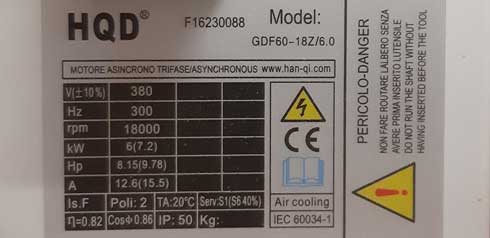 HQD® F16230088 Model:
GDF60-18Z/6.0
MOTORE ASINCRONO TRIFASE/ASYNCHRONOUS www.han-qi.com
V(±10%) 380
Hz 300
rpm 18000
kW 6(7.2)
Hp 8.15(9.78)
A 12.6(15.5)
Is.F Poli: 2 TA:20°C Serv:S1(S6 40%)
η=0.82 Cosφ 0.86 IP: 50 Kg:
CE
Air cooling
IEC 60034-1
PERICOLO-DANGER
NON FARE ROUTARE LALBERO SENZA
AVERE PRIMA INSERITO LUTENSILE
DO NOT RUN THE SHAFT WITHOUT
HAVING INSERTED BEFORE THE TOOL